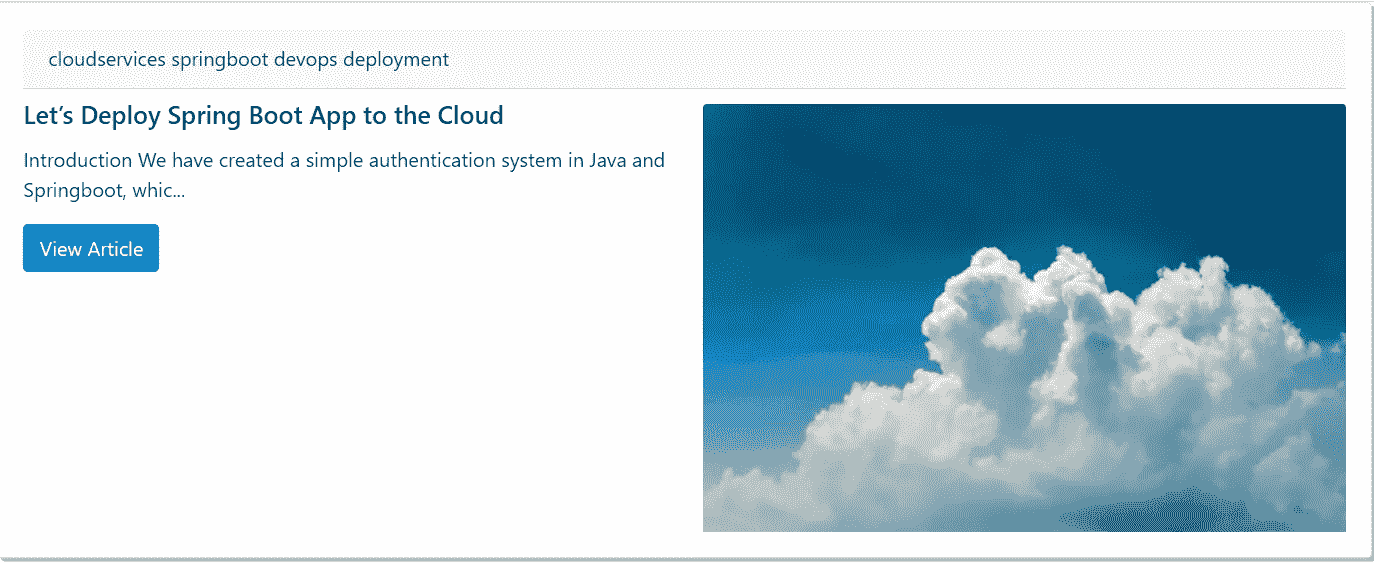 cloudservices springboot devops deployment
Let’s Deploy Spring Boot App to the Cloud
Introduction We have created a simple authentication system in Java and
Springboot, whic...
View Article